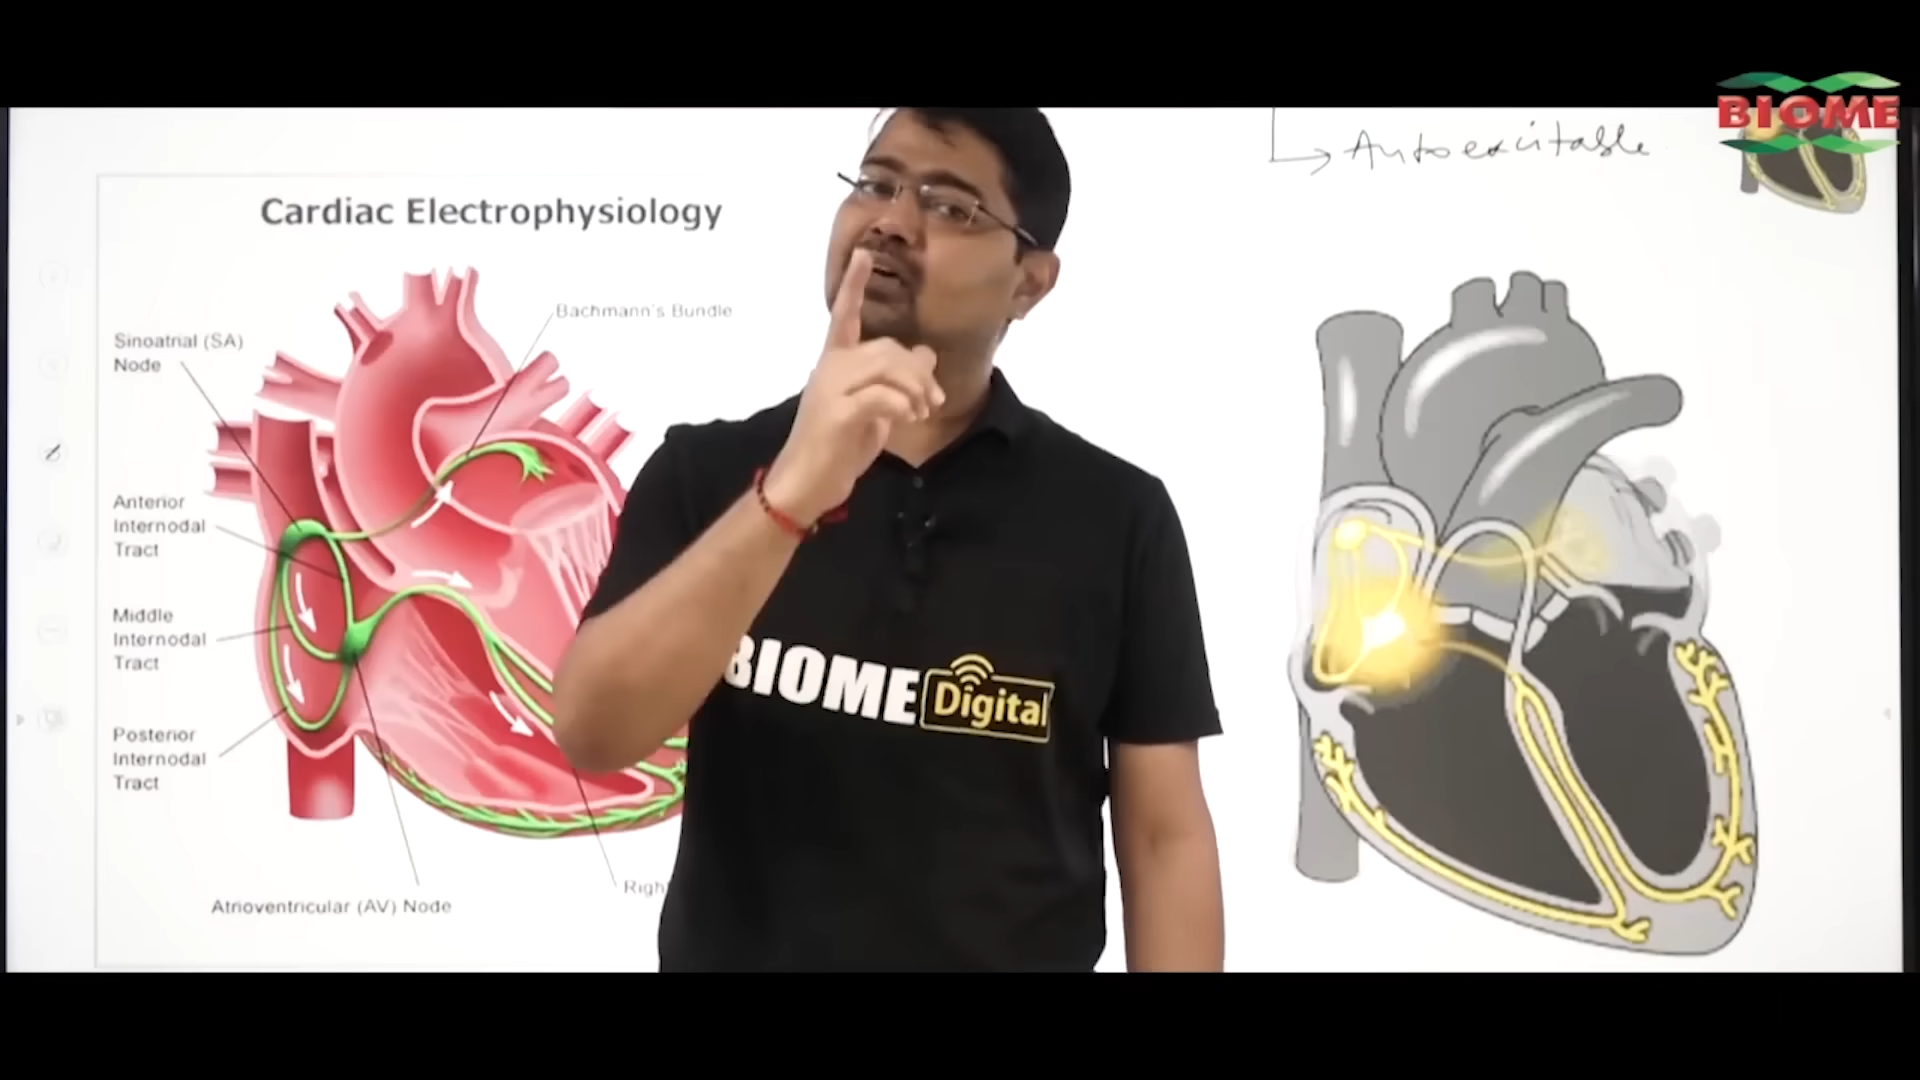 BIOME
Autoexcitable
Cardiac Electrophysiology
Bachmann's Bundle
Sinoatrial (SA)
Node
Anterior
Internodal
Tract
Middle
Internodal
Tract
Posterior
Internodal
Tract
Atrioventricular (AV) Node
Righ
BIOME Digital